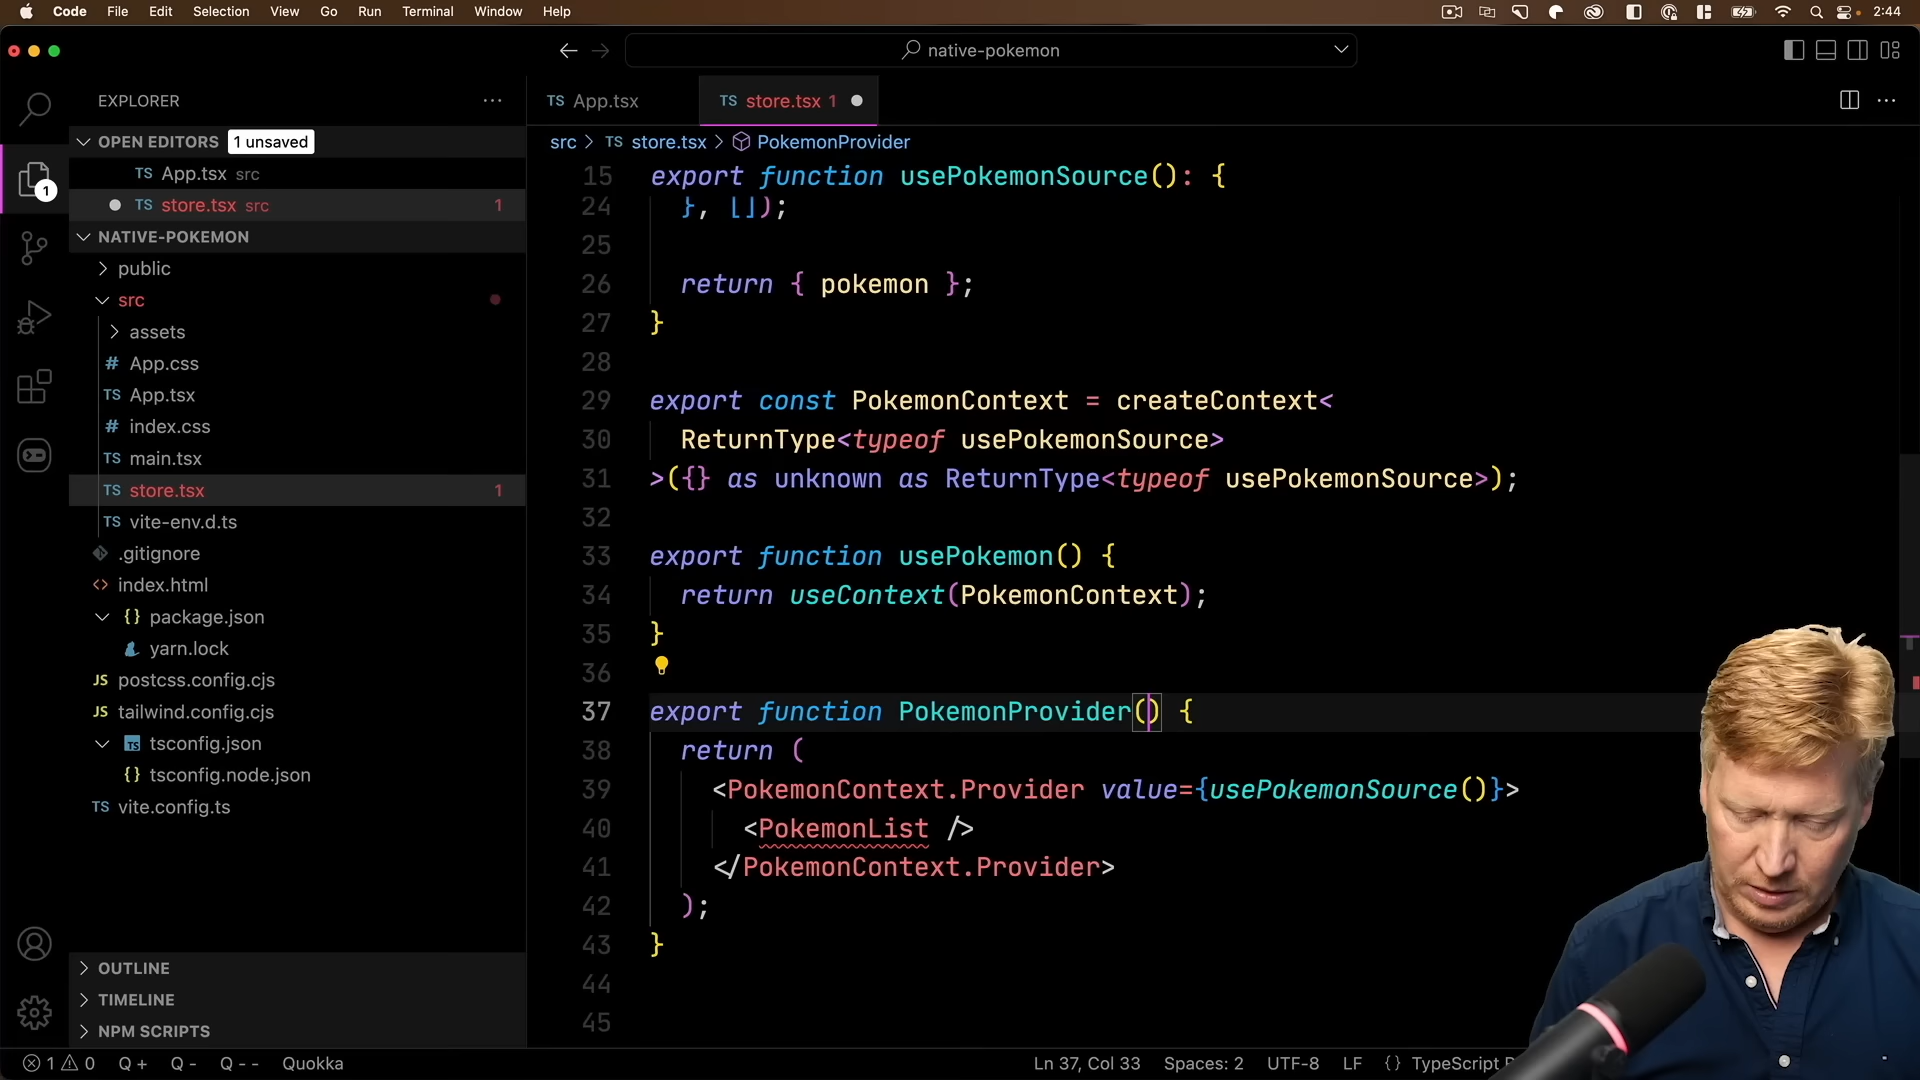 Code File Edit Selection View Go Run Terminal Window Help 2:44
native-pokemon
EXPLORER
OPEN EDITORS 1 unsaved
TS App.tsx src
TS store.tsx src 1
NATIVE-POKEMON
public
src
assets
# App.css
TS App.tsx
# index.css
TS main.tsx
TS store.tsx 1
TS vite-env.d.ts
.gitignore
<> index.html
{} package.json
yarn.lock
JS postcss.config.cjs
JS tailwind.config.cjs
TS tsconfig.json
{} tsconfig.node.json
TS vite.config.ts
OUTLINE
TIMELINE
NPM SCRIPTS
1
TS App.tsx TS store.tsx 1
src > TS store.tsx > PokemonProvider
15 export function usePokemonSource(): {
24 }, []);
25
26 return { pokemon };
27 }
28
29 export const PokemonContext = createContext<
30 ReturnType<typeof usePokemonSource>
31 >({} as unknown as ReturnType<typeof usePokemonSource>);
32
33 export function usePokemon() {
34 return useContext(PokemonContext);
35 }
36
37 export function PokemonProvider() {
38 return (
39 <PokemonContext.Provider value={usePokemonSource()}>
40 <PokemonList />
41 </PokemonContext.Provider>
42 );
43 }
44
45
1 0 Q + Q - Q -- Quokka Ln 37, Col 33 Spaces: 2 UTF-8 LF {} TypeScript